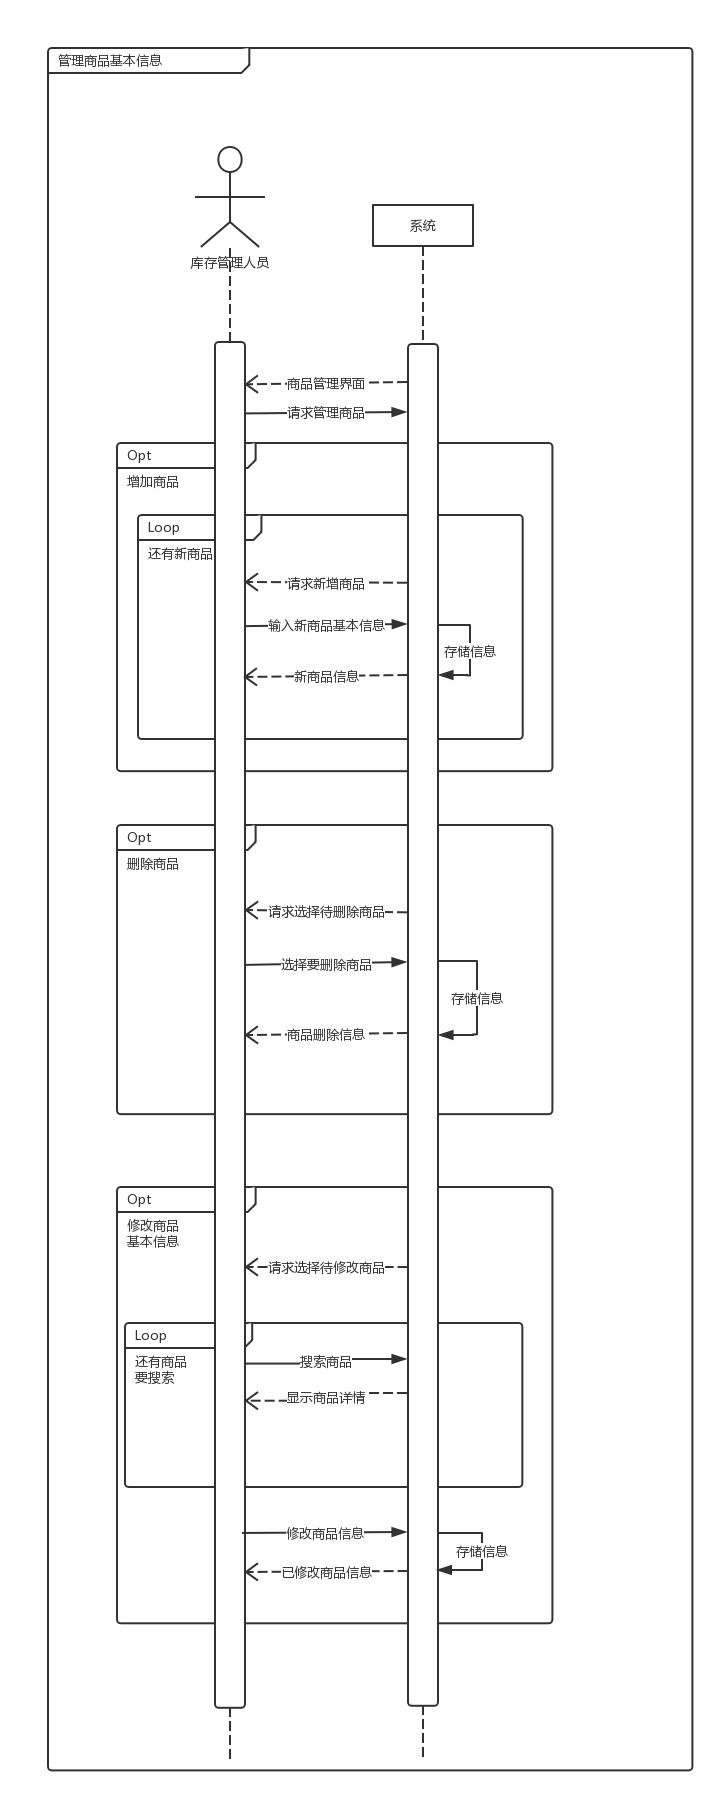 管理商品基本信息
系统
库存管理人员
商品管理界面
请求管理商品
Opt
增加商品
Loop
还有新商品
请求新增商品
输入新商品基本信息
存储信息
新商品信息
Opt
删除商品
请求选择待删除商品
选择要删除商品
存储信息
商品删除信息
Opt
修改商品
基本信息
请求选择待修改商品
Loop
还有商品
要搜索
搜索商品
显示商品详情
修改商品信息
存储信息
已修改商品信息